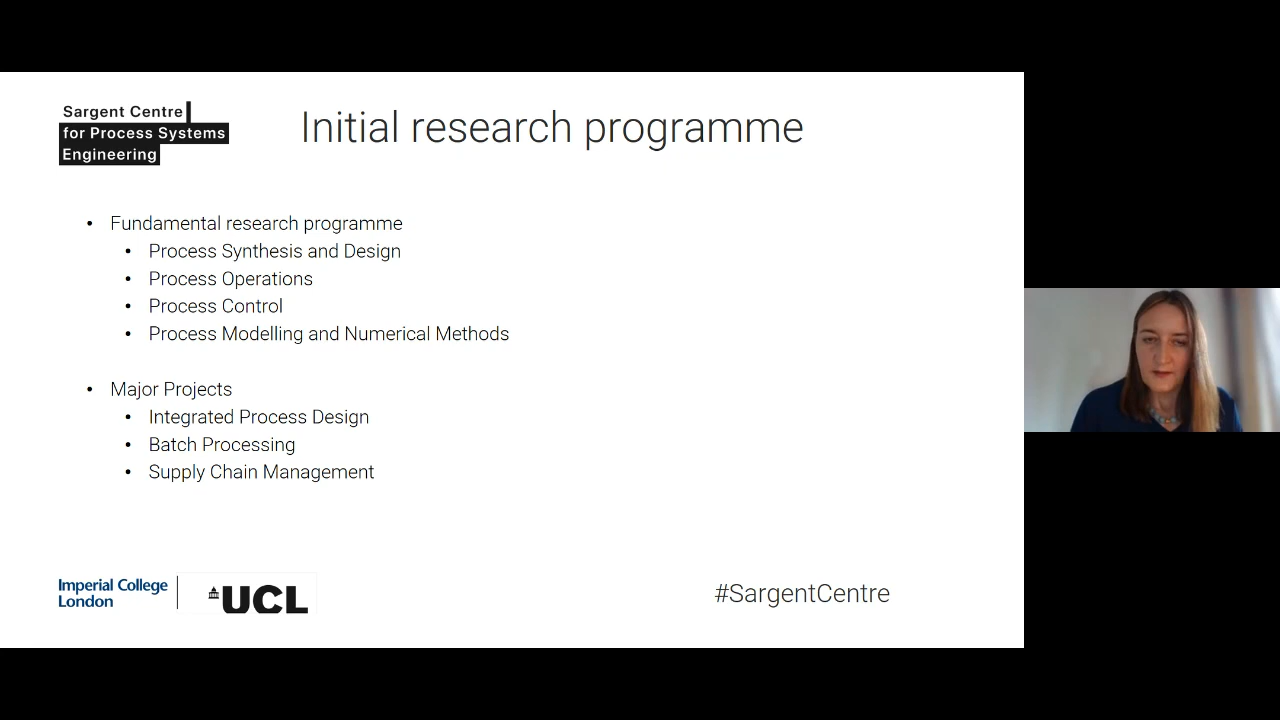 Sargent Centre
for Process Systems
Engineering
Initial research programme
• Fundamental research programme
• Process Synthesis and Design
• Process Operations
• Process Control
• Process Modelling and Numerical Methods
• Major Projects
• Integrated Process Design
• Batch Processing
• Supply Chain Management
Imperial College
London
UCL
#SargentCentre